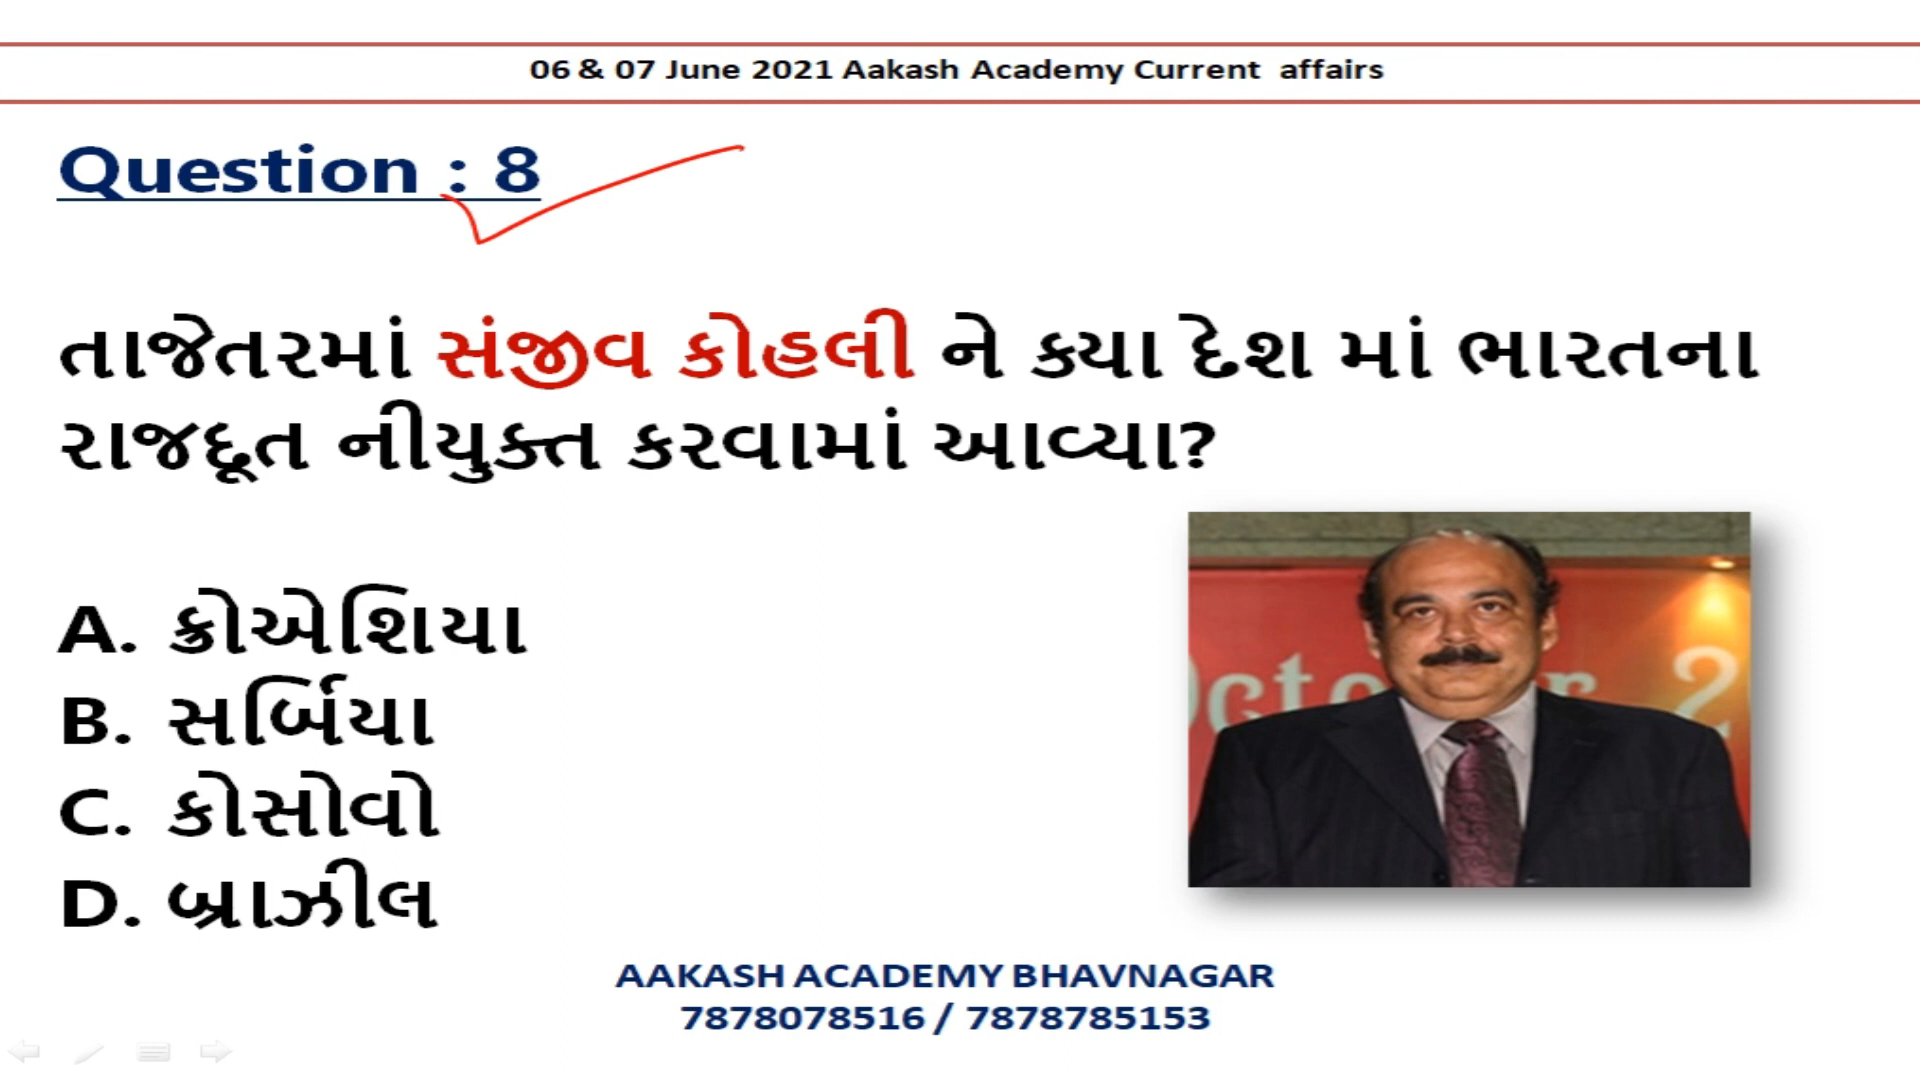 06 & 07 June 2021 Aakash Academy Current affairs
Question : 8
તાજેતરમાં સંજીવ કોહલી ને ક્યા દેશ માં ભારતના
રાજદૂત નીયુક્ત કરવામાં આવ્યા?
A. ક્રોએશિયા
B. સર્બિયા
C. કોસોવો
D. બ્રાઝીલ
AAKASH ACADEMY BHAVNAGAR
7878078516 / 7878785153